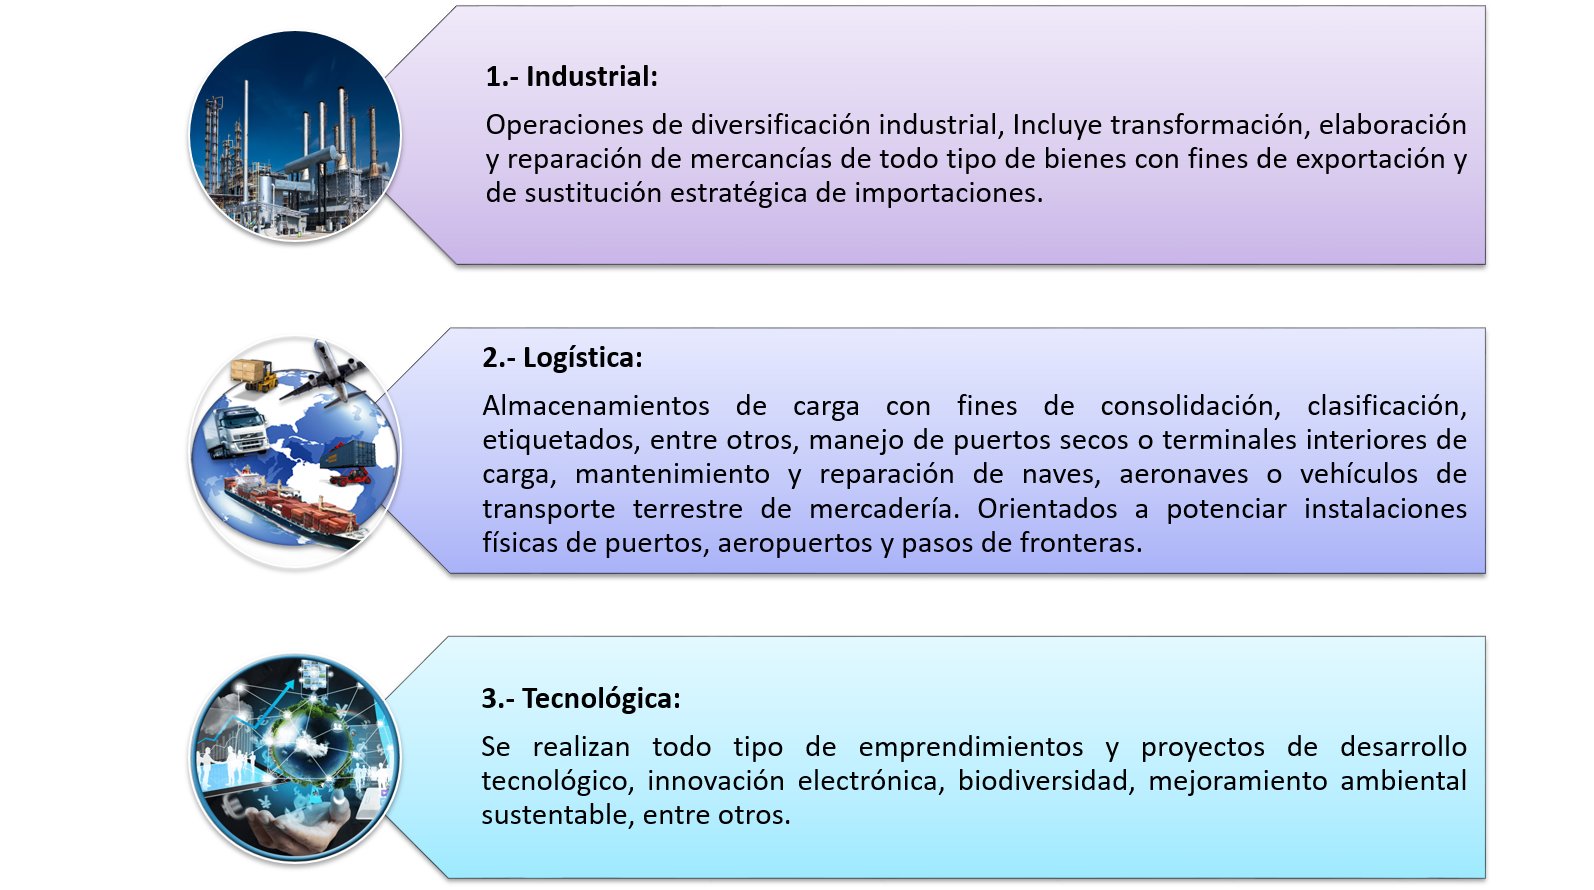 1.- Industrial:
Operaciones de diversificación industrial, Incluye transformación, elaboración
y reparación de mercancías de todo tipo de bienes con fines de exportación y
de sustitución estratégica de importaciones.
2.- Logística:
Almacenamientos de carga con fines de consolidación, clasificación,
etiquetados, entre otros, manejo de puertos secos o terminales interiores de
carga, mantenimiento y reparación de naves, aeronaves o vehículos de
transporte terrestre de mercadería. Orientados a potenciar instalaciones
físicas de puertos, aeropuertos y pasos de fronteras.
3.- Tecnológica:
Se realizan todo tipo de emprendimientos y proyectos de desarrollo
tecnológico, innovación electrónica, biodiversidad, mejoramiento ambiental
sustentable, entre otros.